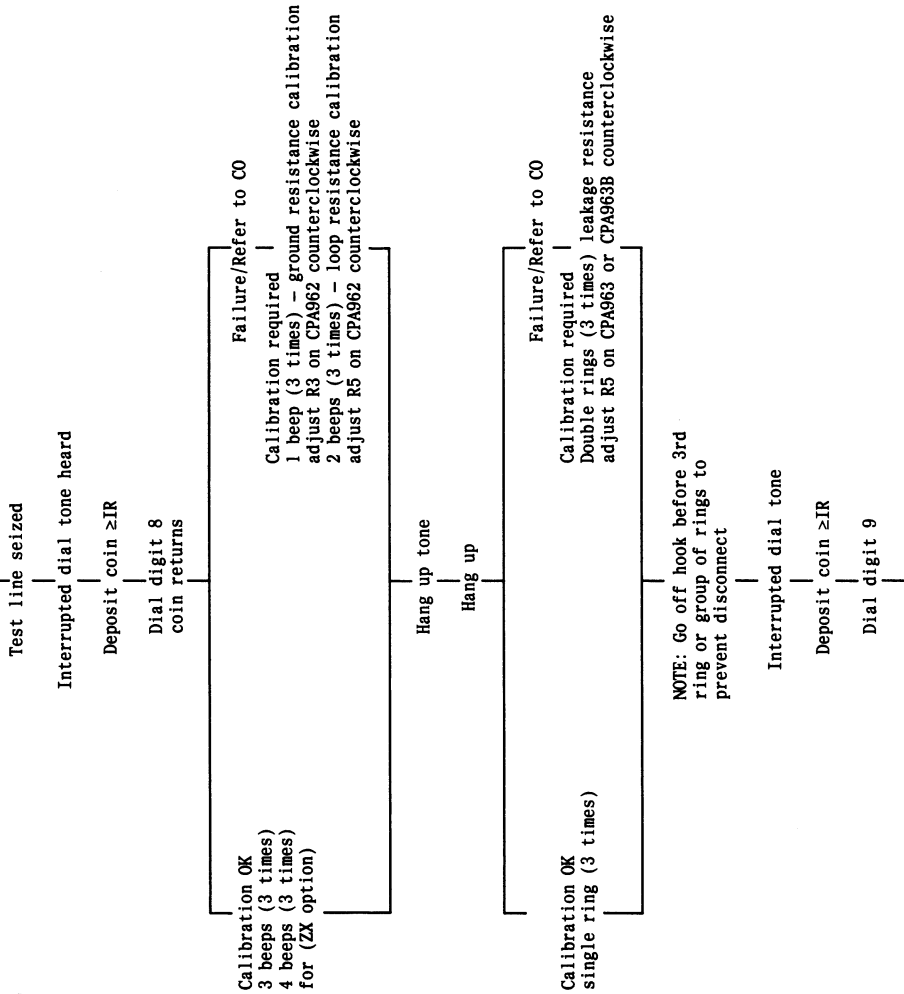 Test line seized
Interrupted dial tone heard
Deposit coin ≥IR
Dial digit 8
coin returns
Calibration OK
3 beeps (3 times)
4 beeps (3 times)
for (ZX option)
Failure/Refer to CO
Calibration required
1 beep (3 times) — ground resistance calibration
adjust R3 on CPA962 counterclockwise
2 beeps (3 times) — loop resistance calibration
adjust R5 on CPA962 counterclockwise
Hang up tone
Hang up
Calibration OK
single ring (3 times)
Failure/Refer to CO
Calibration required
Double rings (3 times) leakage resistance
adjust R5 on CPA963 or CPA963B counterclockwise
NOTE: Go off hook before 3rd
ring or group of rings to
prevent disconnect
Interrupted dial tone
Deposit coin ≥IR
Dial digit 9